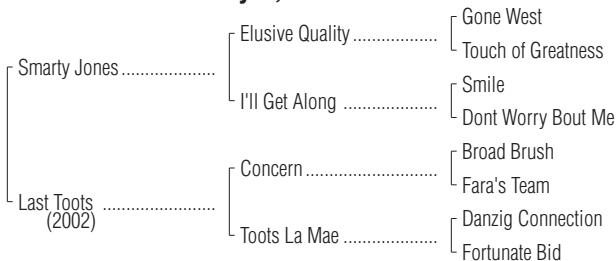 Gone West
Elusive Quality ..................
Touch of Greatness
Smarty Jones ....................
Smile
I'll Get Along ....................
Dont Worry Bout Me
Broad Brush
Concern ............................
Fara's Team
Last Toots ........................
(2002)
Danzig Connection
Toots La Mae ....................
Fortunate Bid